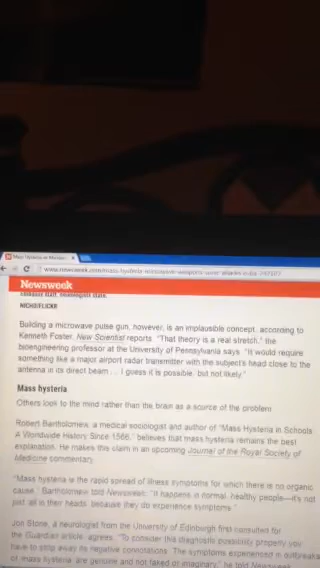 Newsweek
NICHD/FLICKR
Building a microwave pulse gun, however, is an implausible concept, according to
Kenneth Foster, New Scientist reports. "That theory is a real stretch," the
bioengineering professor at the University of Pennsylvania says. "It would require
something like a major airport radar transmitter with the subject's head close to the
antenna in its direct beam ... I guess it is possible, but not likely."
Mass hysteria
Others look to the mind rather than the brain as a source of the problem.
Robert Bartholomew, a medical sociologist and author of "Mass Hysteria in Schools:
A Worldwide History Since 1566," believes that mass hysteria remains the best
explanation. He makes this claim in an upcoming Journal of the Royal Society of
Medicine commentary.
"Mass hysteria is the rapid spread of illness symptoms for which there is no organic
cause," Bartholomew told Newsweek. "It happens in normal, healthy people—it's not
just all in their heads, because they do experience symptoms."
Jon Stone, a neurologist from the University of Edinburgh first consulted for
the Guardian article, agrees. "To consider this diagnostic possibility properly you
have to strip away its negative connotations. The symptoms experienced in outbreaks
of mass hysteria are genuine and not faked or imaginary," he told Newsweek